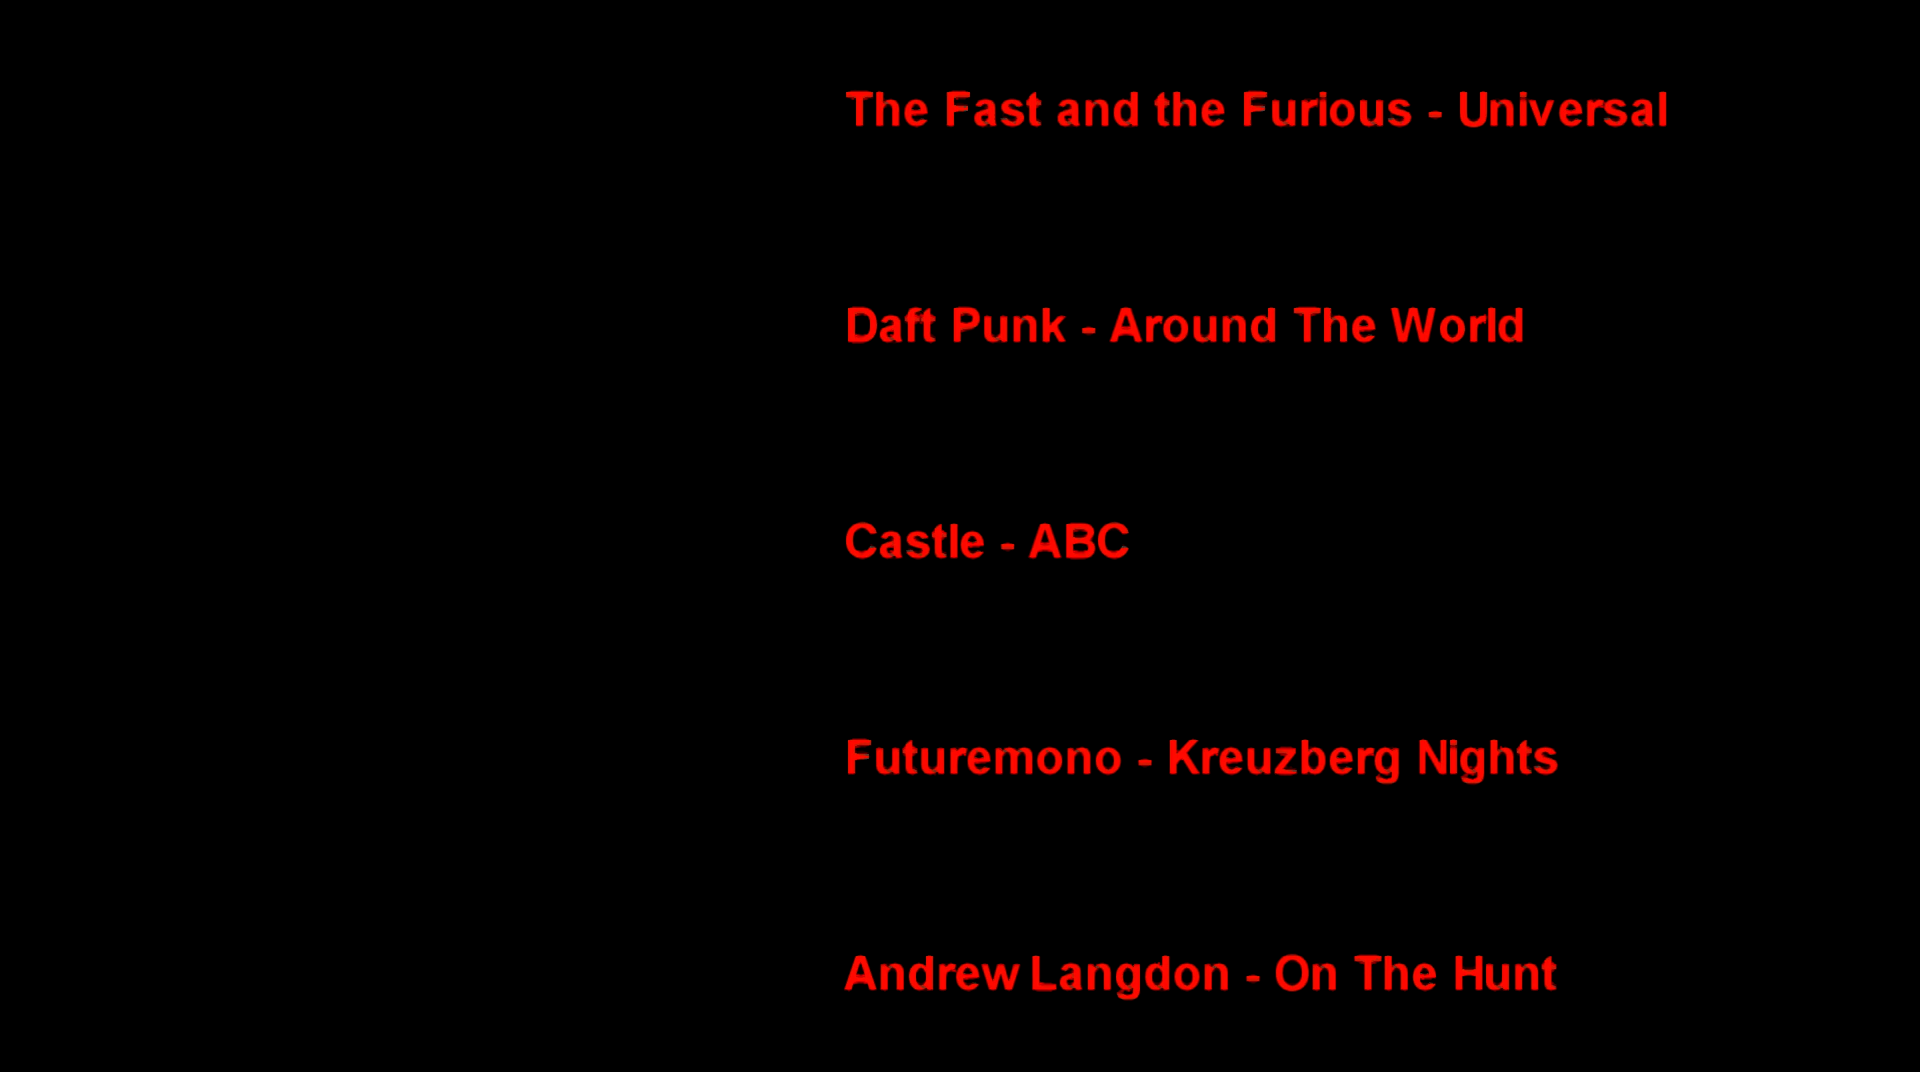 The Fast and the Furious - Universal
Daft Punk - Around The World
Castle - ABC
Futuremono - Kreuzberg Nights
Andrew Langdon - On The Hunt